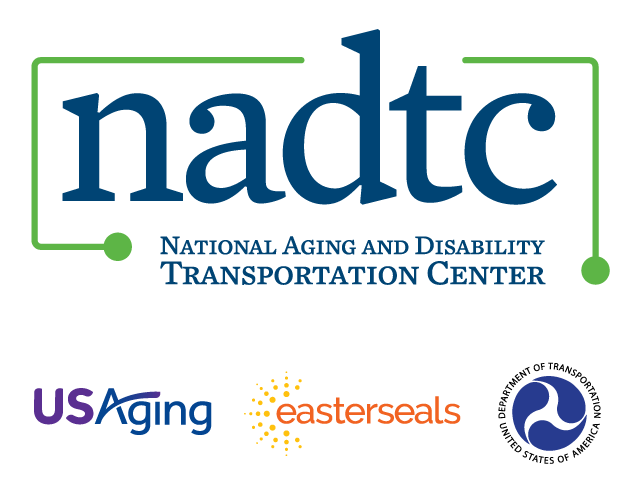 nadtc
National Aging and Disability
Transportation Center
USAging
easterseals
DEPARTMENT OF TRANSPORTATION
UNITED STATES OF AMERICA